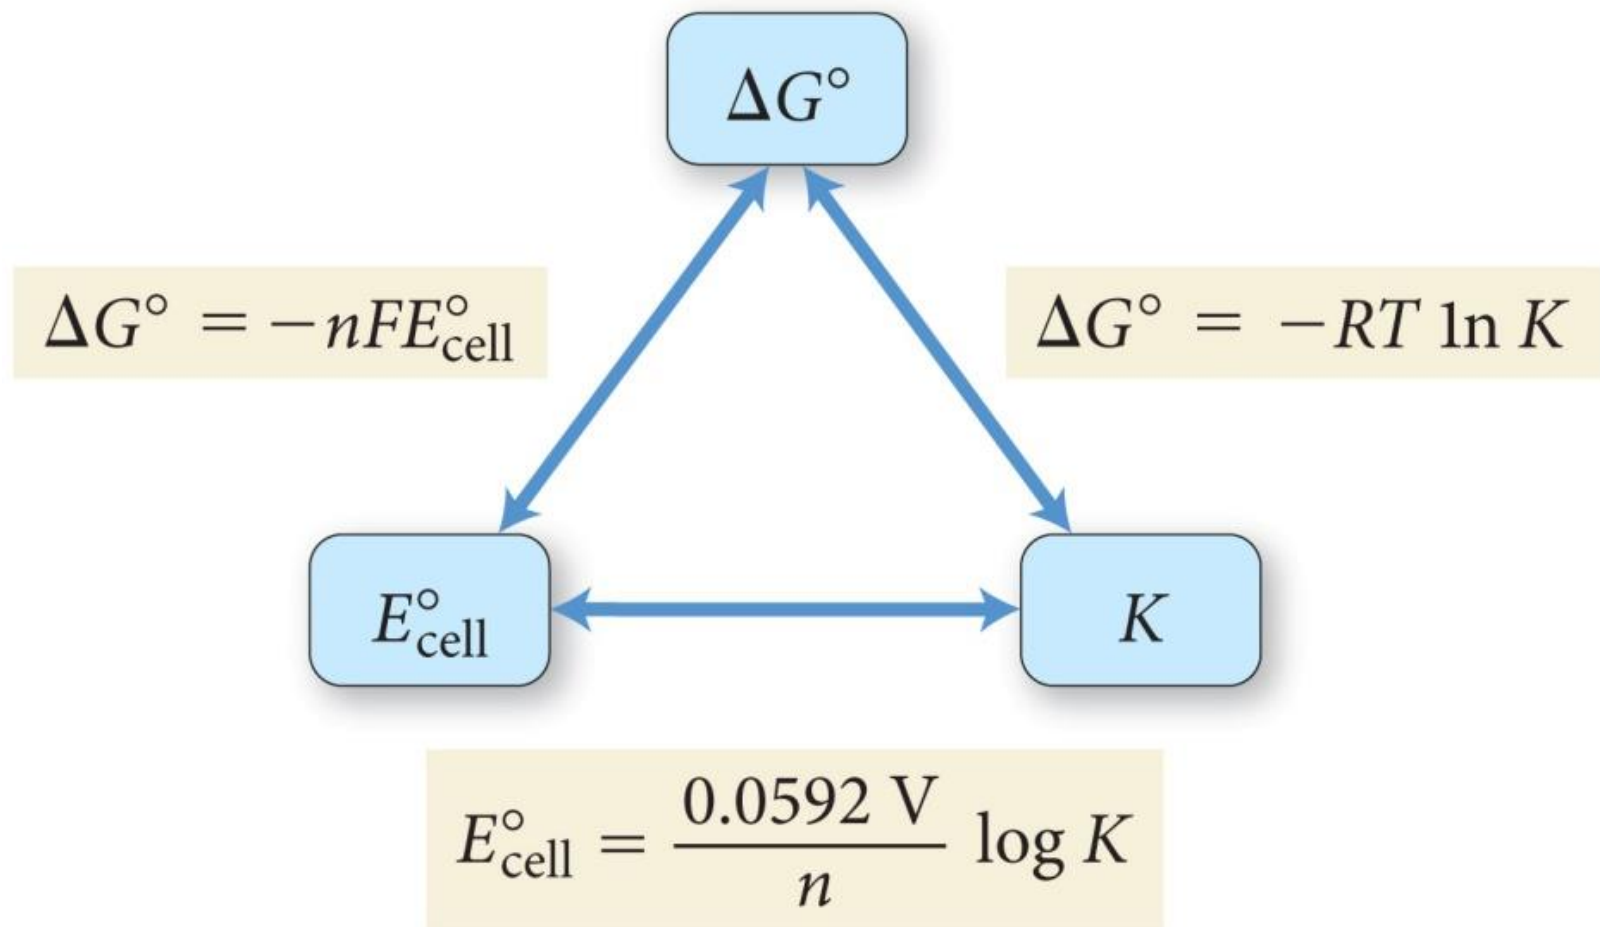 ΔG°
ΔG° = −nFE°cell
ΔG° = −RT ln K
E°cell
K
E°cell = 0.0592 V / n log K